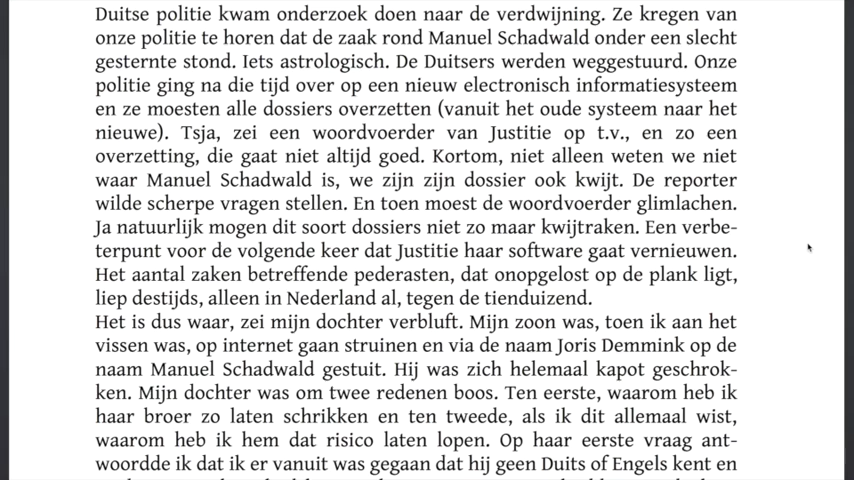 Duitse politie kwam onderzoek doen naar de verdwijning. Ze kregen van
onze politie te horen dat de zaak rond Manuel Schadwald onder een slecht
gesternte stond. Iets astrologisch. De Duitsers werden weggestuurd. Onze
politie ging na die tijd over op een nieuw electronisch informatiesysteem
en ze moesten alle dossiers overzetten (vanuit het oude systeem naar het
nieuwe). Tsja, zei een woordvoerder van Justitie op t.v., en zo een
overzetting, die gaat niet altijd goed. Kortom, niet alleen weten we niet
waar Manuel Schadwald is, we zijn zijn dossier ook kwijt. De reporter
wilde scherpe vragen stellen. En toen moest de woordvoerder glimlachen.
Ja natuurlijk mogen dit soort dossiers niet zo maar kwijtraken. Een verbe-
terpunt voor de volgende keer dat Justitie haar software gaat vernieuwen.
Het aantal zaken betreffende pederasten, dat onopgelost op de plank ligt,
liep destijds, alleen in Nederland al, tegen de tienduizend.
Het is dus waar, zei mijn dochter verbluft. Mijn zoon was, toen ik aan het
vissen was, op internet gaan struinen en via de naam Joris Demmink op de
naam Manuel Schadwald gestuit. Hij was zich helemaal kapot geschrok-
ken. Mijn dochter was om twee redenen boos. Ten eerste, waarom heb ik
haar broer zo laten schrikken en ten tweede, als ik dit allemaal wist,
waarom heb ik hem dat risico laten lopen. Op haar eerste vraag ant-
woordde ik dat ik er vanuit was gegaan dat hij geen Duits of Engels kent en